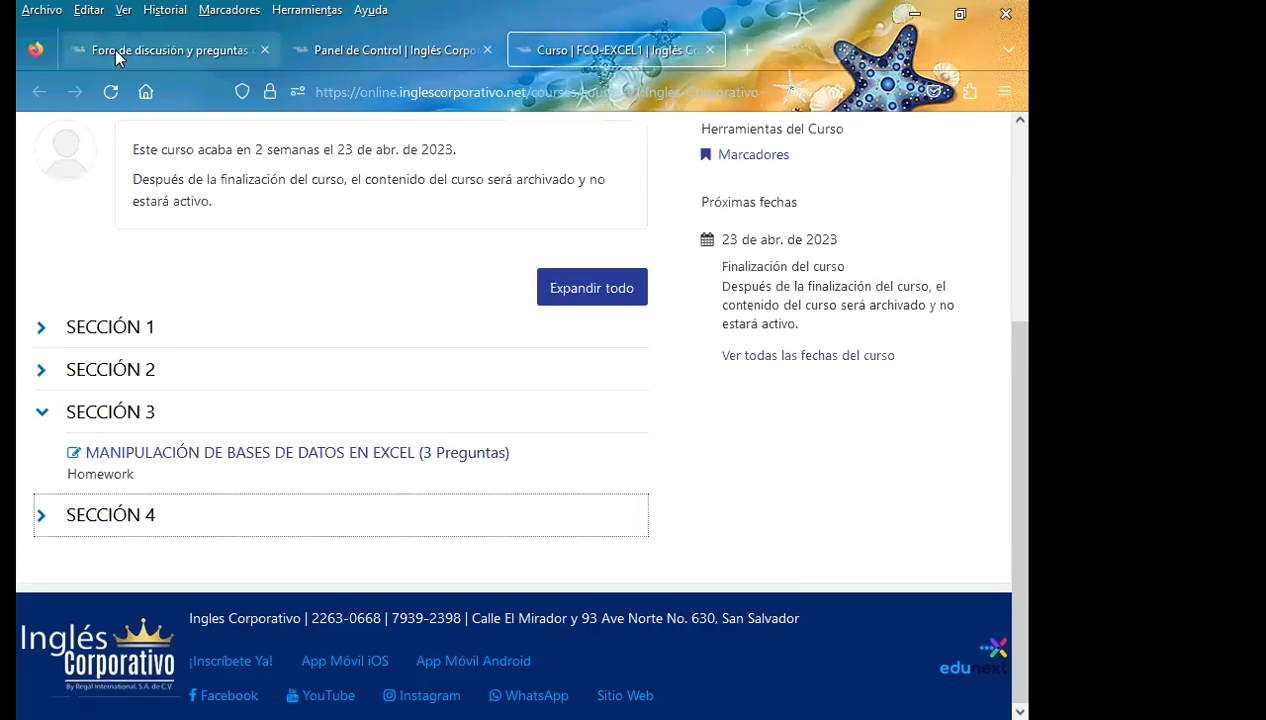 Archivo Editar Ver Historial Marcadores Herramientas Ayuda
Foro de discusión y preguntas
Panel de Control | Inglés Corpo
Curso | FCO-EXCEL1 | Inglés Co
https://online.inglescorporativo.net/courses/
Este curso acaba en 2 semanas el 23 de abr. de 2023.
Después de la finalización del curso, el contenido del curso será archivado y no
estará activo.
Herramientas del Curso
Marcadores
Próximas fechas
23 de abr. de 2023
Finalización del curso
Después de la finalización del curso, el
contenido del curso será archivado y no
estará activo.
Ver todas las fechas del curso
Expandir todo
SECCIÓN 1
SECCIÓN 2
SECCIÓN 3
MANIPULACIÓN DE BASES DE DATOS EN EXCEL (3 Preguntas)
Homework
SECCIÓN 4
Inglés
Corporativo
By Regal International, S.A. de C.V.
Ingles Corporativo | 2263-0668 | 7939-2398 | Calle El Mirador y 93 Ave Norte No. 630, San Salvador
¡Inscríbete Ya! App Móvil iOS App Móvil Android
Facebook YouTube Instagram WhatsApp Sitio Web
edunext